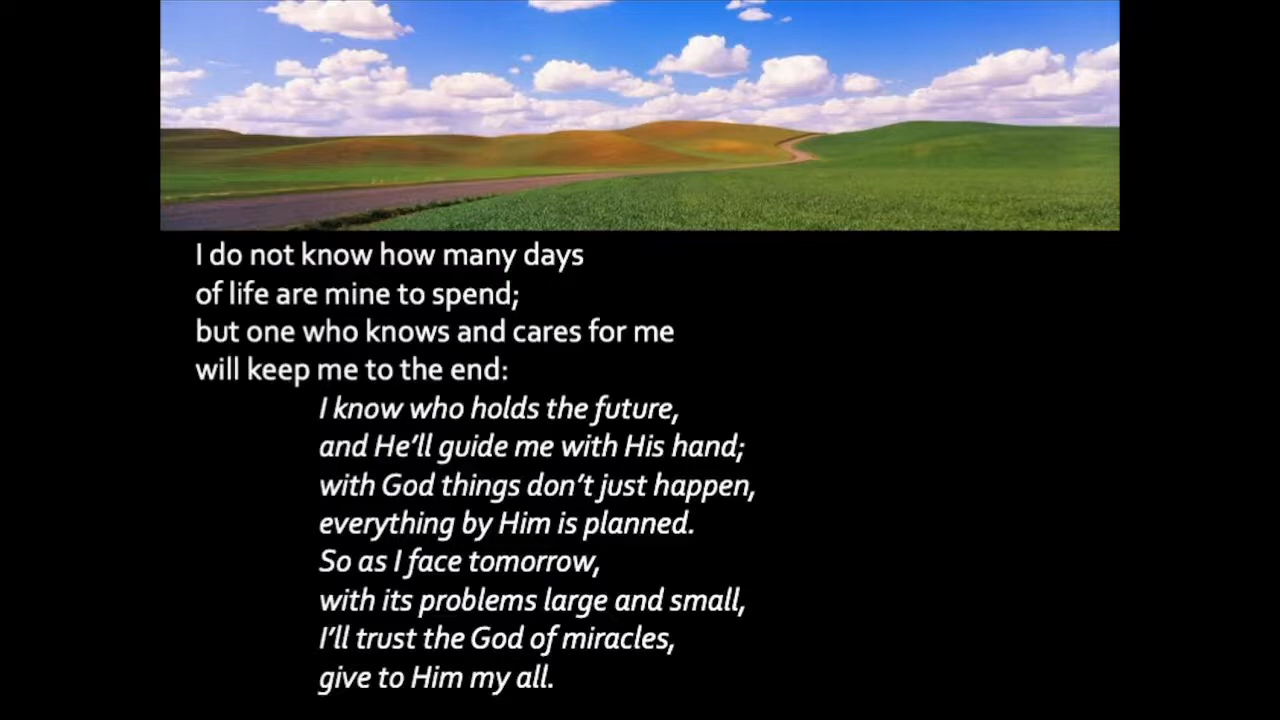 I do not know how many days
of life are mine to spend;
but one who knows and cares for me
will keep me to the end:
I know who holds the future,
and He’ll guide me with His hand;
with God things don’t just happen,
everything by Him is planned.
So as I face tomorrow,
with its problems large and small,
I’ll trust the God of miracles,
give to Him my all.